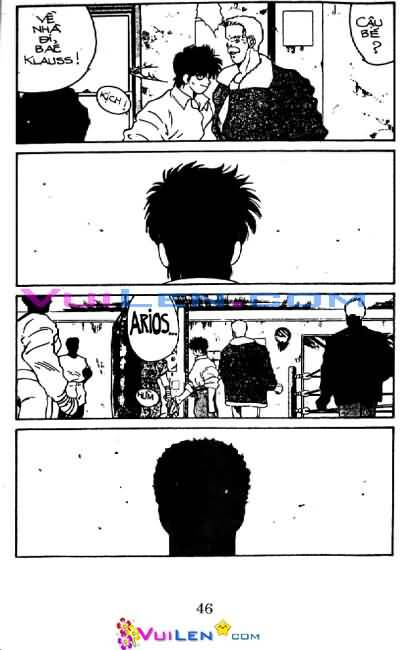 VỀ
NHÀ
ĐI,
BÁC
KLAUSS!
CẬU
BÉ
?
KỊCH!
VUILEN.COM
ARIOS...
HỪM
46
VUILEN.COM